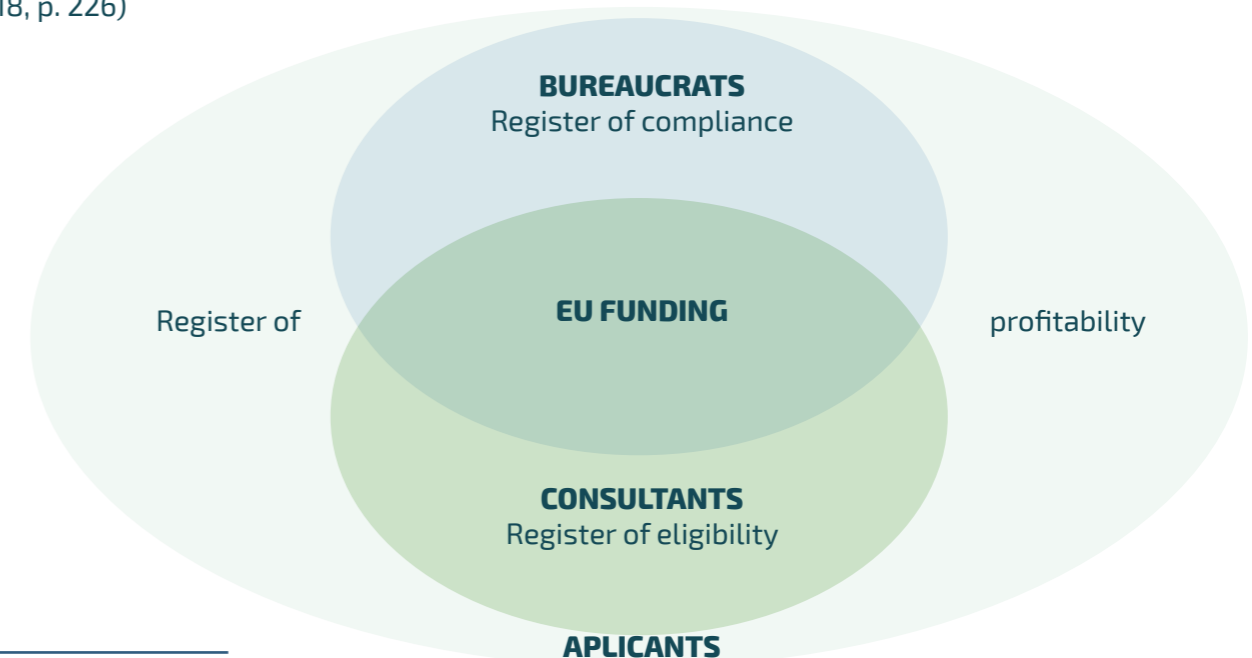 18, p. 226)
BUREAUCRATS
Register of compliance
EU FUNDING
Register of profitability
CONSULTANTS
Register of eligibility
APLICANTS